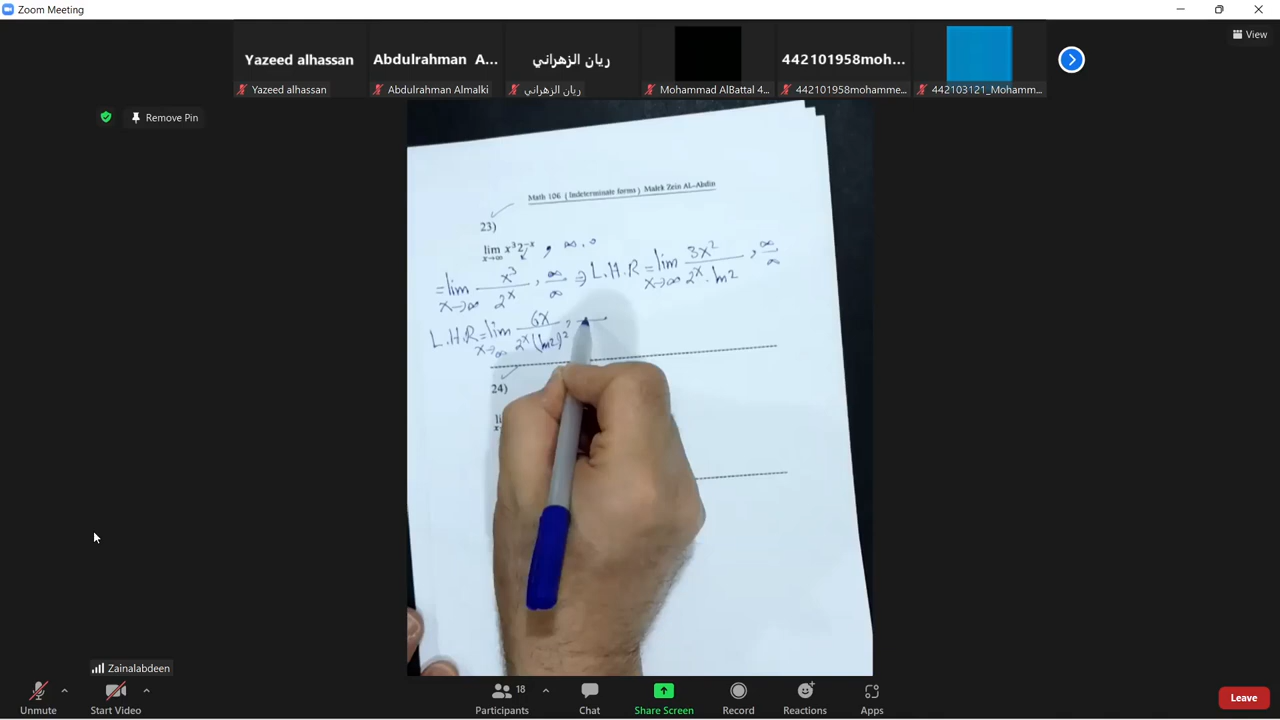 Zoom Meeting
View
Yazeed alhassan
Abdulrahman A...
ريان الزهراني
442101958moh...
Yazeed alhassan
Abdulrahman Almalki
ريان الزهراني
Mohammad AlBattal 4...
442101958mohamme...
442103121_Mohamm...
Remove Pin
Math 106 ( Indeterminate forms ) Malek Zein AL-Abdin
23)
lim x→∞ x³2⁻ˣ , ∞ . 0
= lim x→∞ x³/2ˣ , ∞/∞ ⇒ L.H.R = lim x→∞ 3x²/2ˣ . ln2 , ∞/∞
L.H.R = lim x→∞ 6x/2ˣ(ln2)² ,
24)
Zainalabdeen
Unmute
Start Video
18
Participants
Chat
Share Screen
Record
Reactions
Apps
Leave